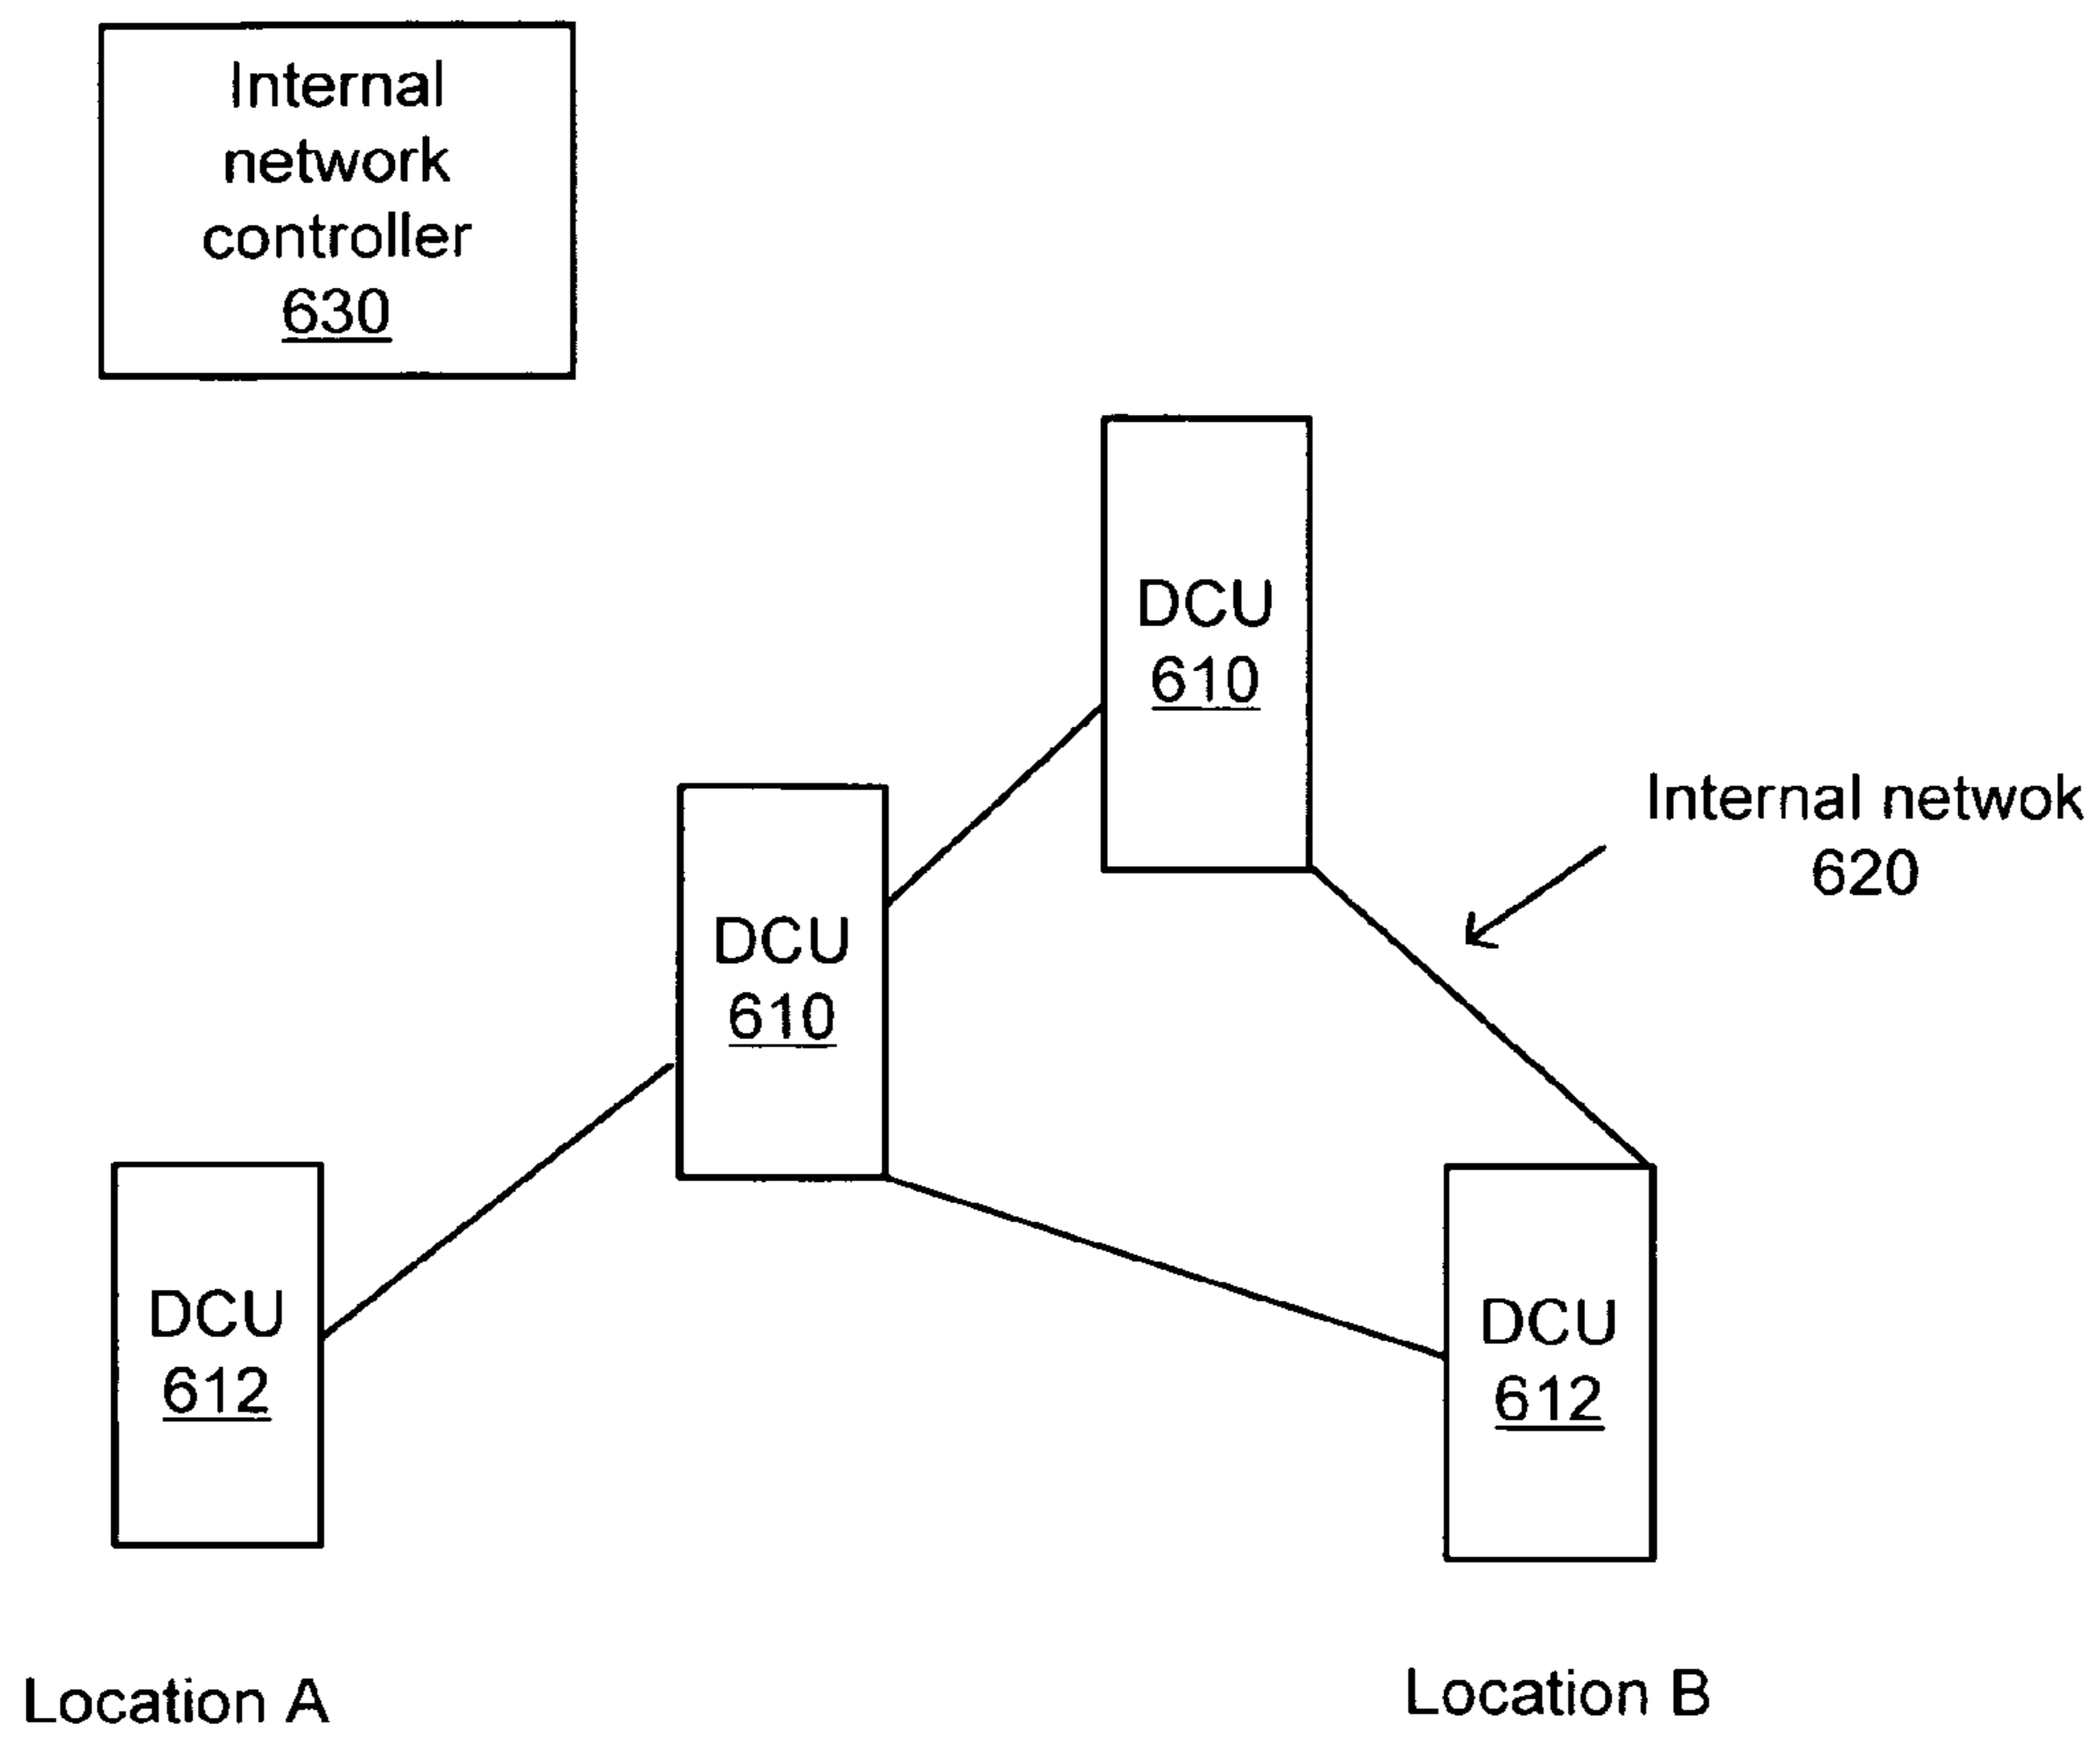 Internal
network
controller
630
DCU
610
Internal netwok
620
DCU
610
DCU
612
DCU
612
Location A
Location B